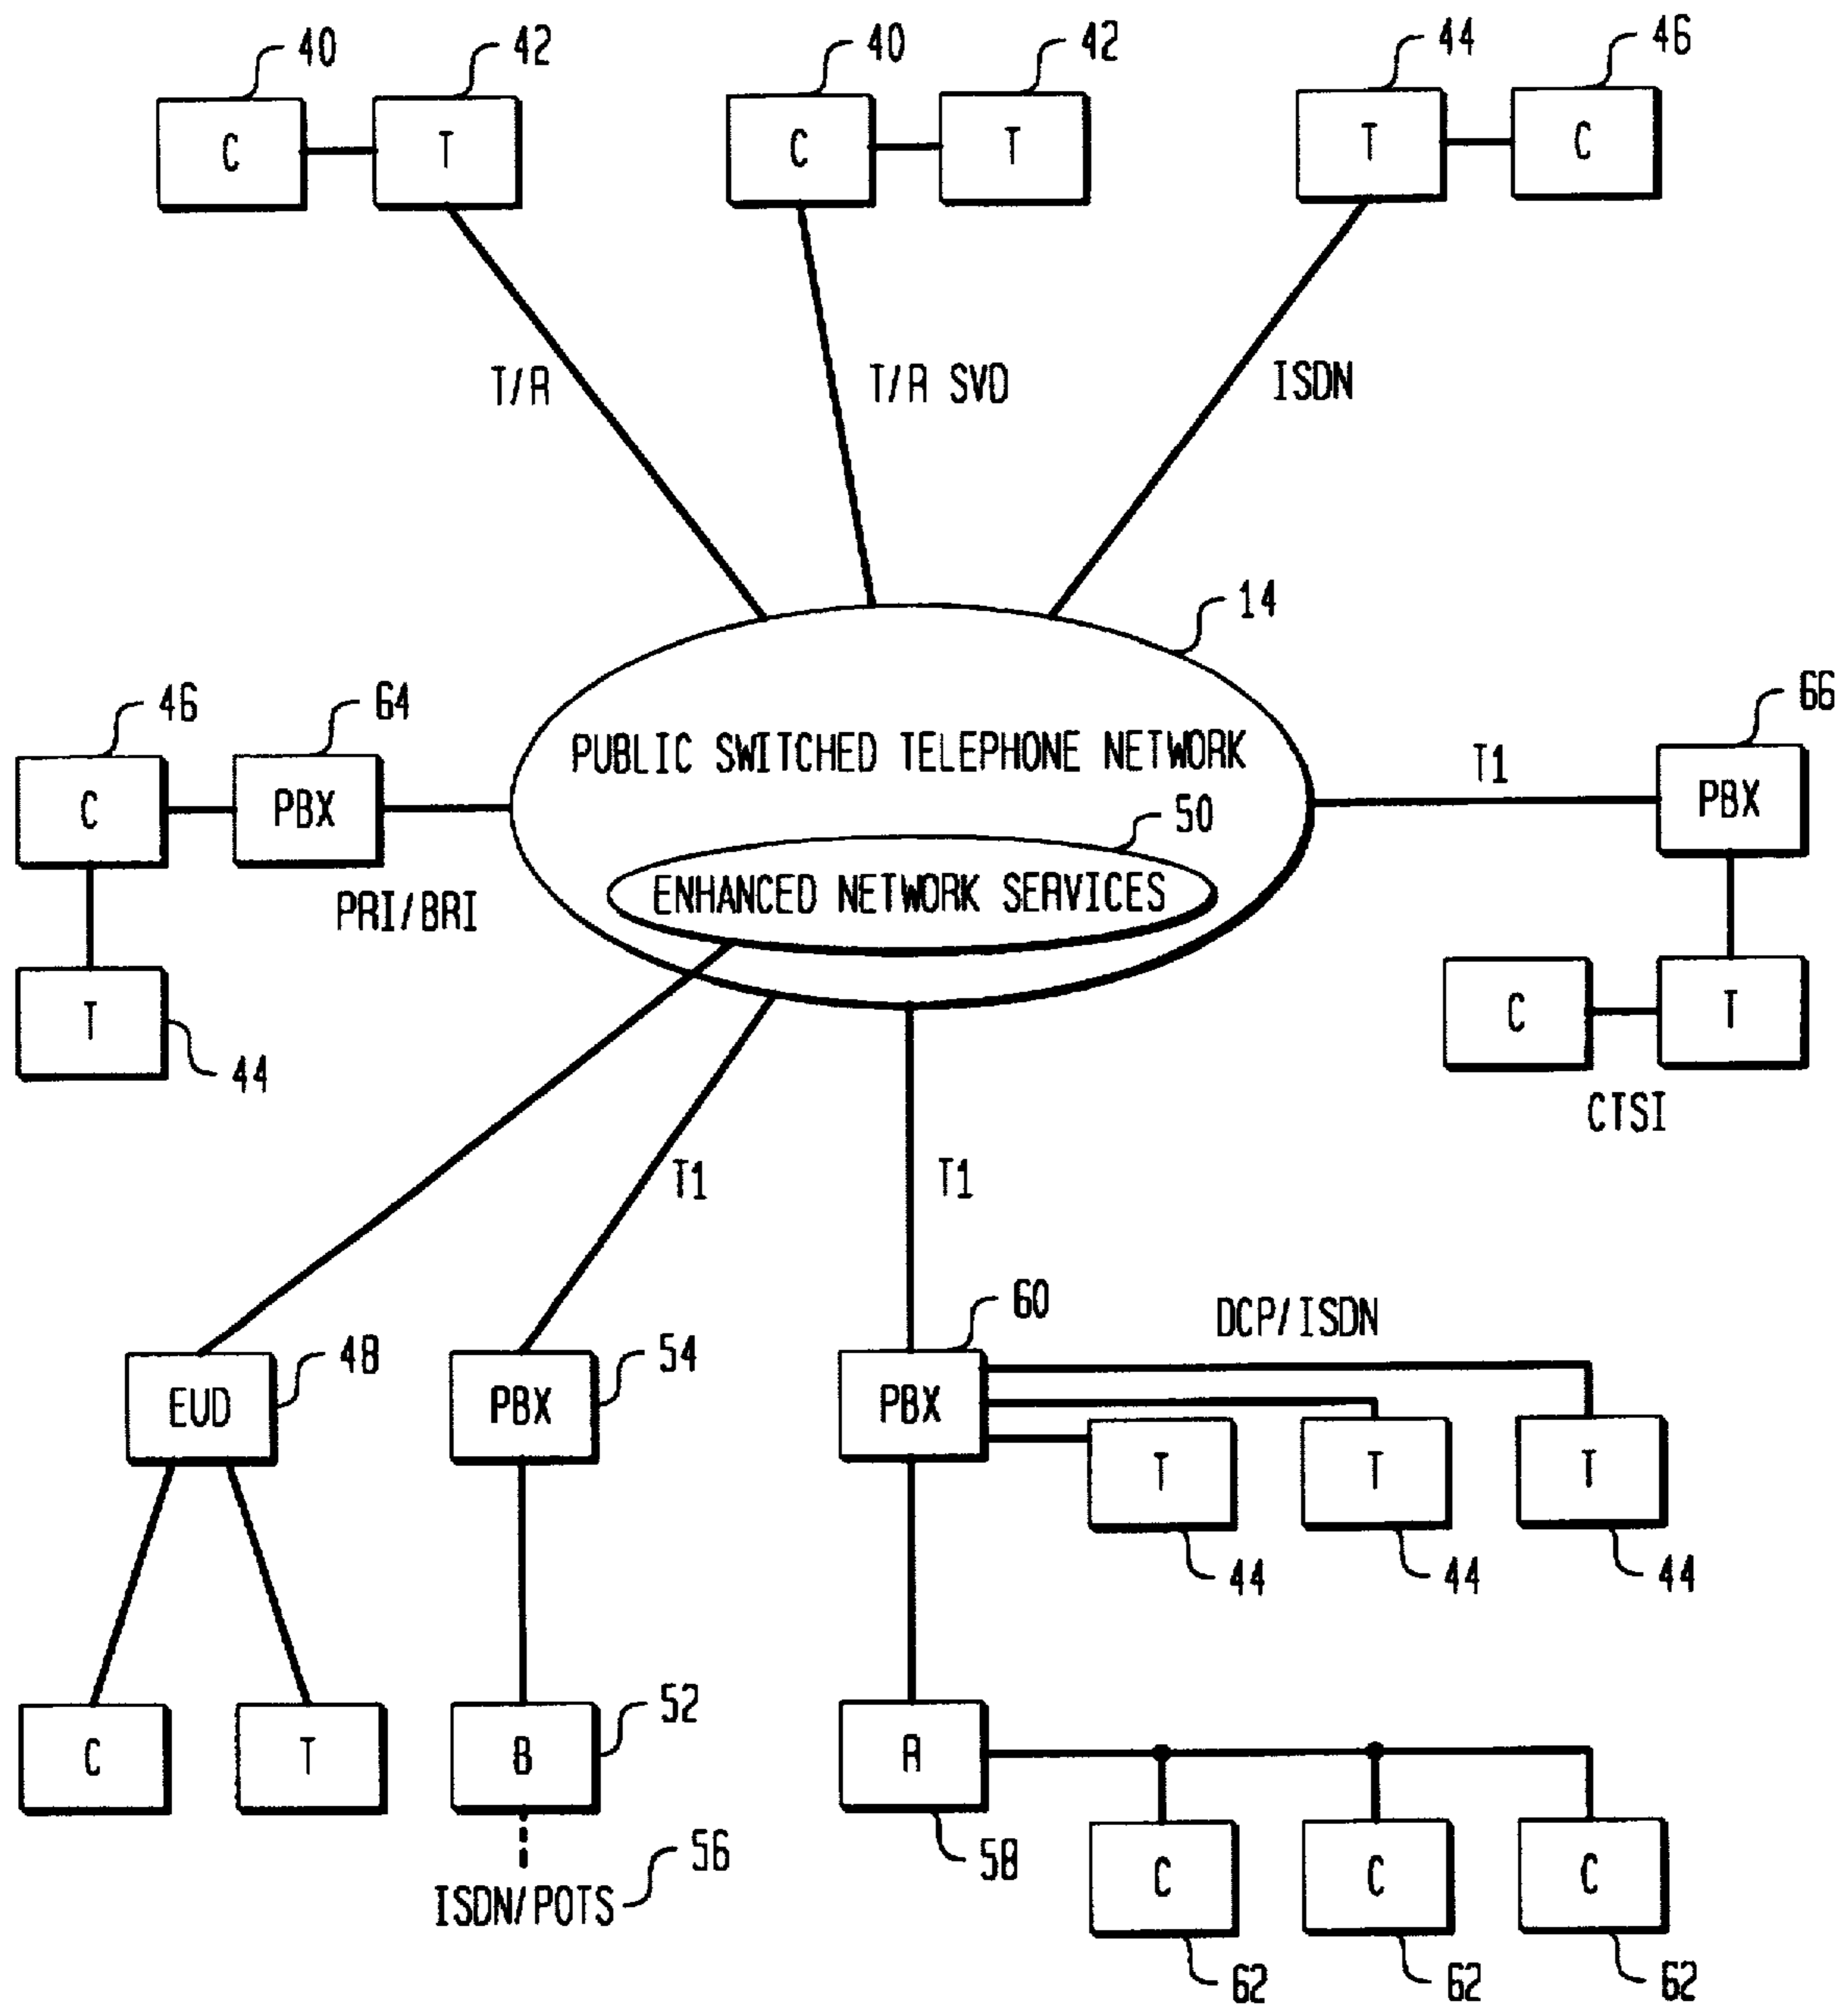 40
42
40
42
44
46
C
T
C
T
T
C
T/R
T/R SVD
ISDN
14
46
64
66
PUBLIC SWITCHED TELEPHONE NETWORK
T1
C
PBX
PBX
50
ENHANCED NETWORK SERVICES
PRI/BRI
T
44
C
T
CTSI
T1
T1
60
DCP/ISDN
48
54
EUD
PBX
PBX
T
T
T
44
44
44
52
C
T
B
R
58
56
ISDN/POTS
C
C
C
62
62
62